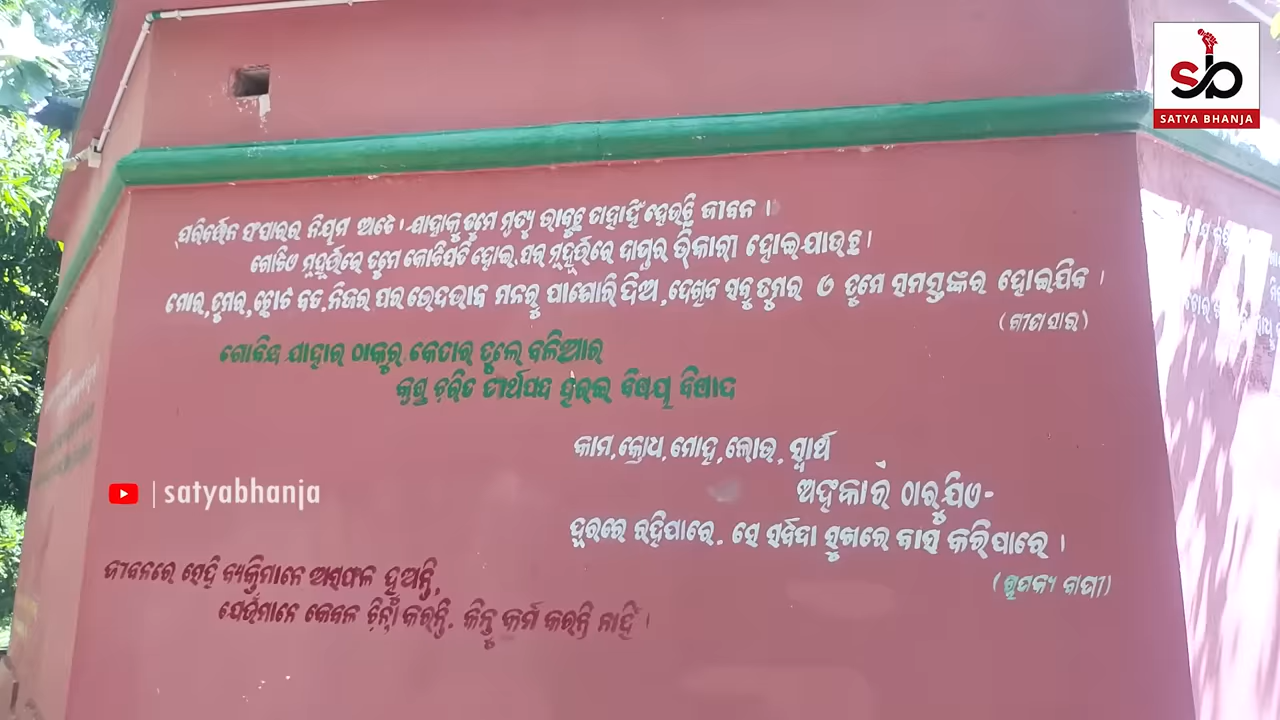 SATYA BHANJA
ପରିବର୍ତ୍ତନ ସଂସାରର ନିୟମ ଅଟେ । ଯାହାକୁ ତୁମେ ମୃତ୍ୟୁ ଭାବୁଛ ତାହାହିଁ ହେଉଛି ଜୀବନ ।
ଗୋଟିଏ ମୁହୂର୍ତ୍ତରେ ତୁମେ କୋଟିପତି ହୋଇ, ପର ମୁହୂର୍ତ୍ତରେ ଦାଣ୍ଡର ଭିକାରୀ ହୋଇଯାଉଛ ।
ମୋର, ତୁମର, ଛୋଟ ବଡ, ନିଜର ପର ଭେଦଭାବ ମନରୁ ପାଶୋରି ଦିଅ, ଦେଖିବ ସବୁ ତୁମର ଓ ତୁମେ ସମସ୍ତଙ୍କର ହୋଇଯିବ ।
(ଗୀତା ସାର)
ଗୋବିନ୍ଦ ଯାହାର ଠାକୁର କେତାର ତୁଲେ ବଳିଆର
ଚରିତ ତୀର୍ଥପଦ ହରଇ ବିଷୟ ବିଷାଦ
କାମ, କ୍ରୋଧ, ମୋହ, ଲୋଭ, ସ୍ୱାର୍ଥ
ଅହଂକାର ଠାରୁ ଯିଏ-
ଦୂରରେ ରହିପାରେ. ସେ ସର୍ବଦା ସୁଖରେ ବାସ କରିପାରେ ।
ବାଣୀ)
satyabhanja
ଜୀବନରେ ସେହି ବ୍ୟକ୍ତିମାନେ ଅସଫଳ ହୁଅନ୍ତି,
ଯେଉଁମାନେ କେବଳ ଚିନ୍ତା କରନ୍ତି. କିନ୍ତୁ କର୍ମ କରନ୍ତି ନାହିଁ ।